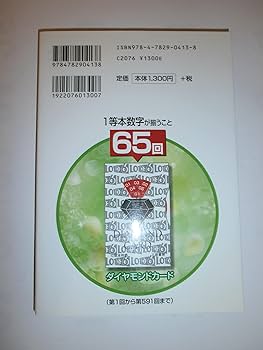 ISBN978-4-7829-0413-8
C2076 ¥1300E
定価 本体1,300円 +税
9784782904138
1922076013007
1等本数字が揃うこと
65回
LOTO6
ダイヤモンドカード
(第1回から第591回まで)